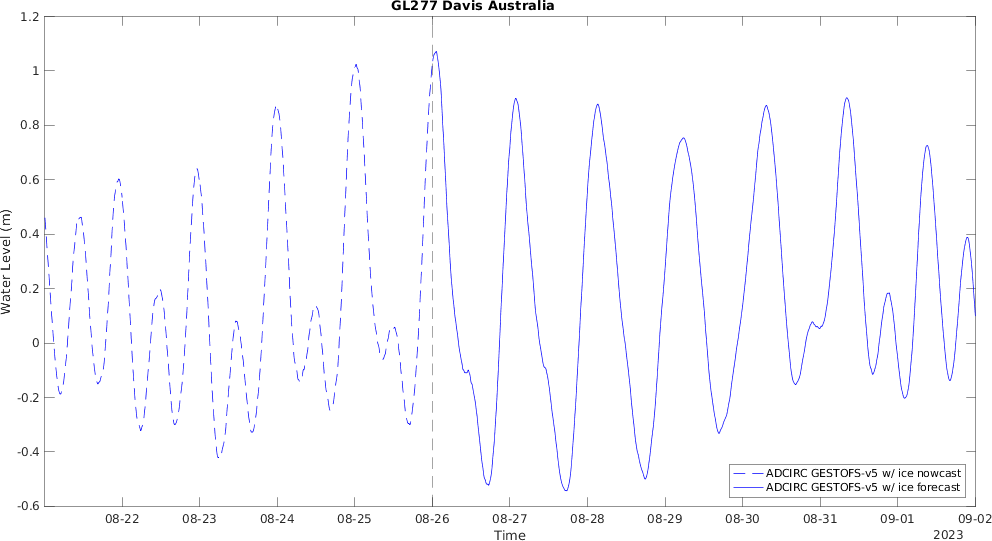 GL277 Davis Australia
1.2
1
0.8
0.6
0.4
0.2
0
-0.2
-0.4
-0.6
Water Level (m)
ADCIRC GESTOFS-v5 w/ ice nowcast
ADCIRC GESTOFS-v5 w/ ice forecast
08-22 08-23 08-24 08-25 08-26 08-27 08-28 08-29 08-30 08-31 09-01 09-02
Time
2023